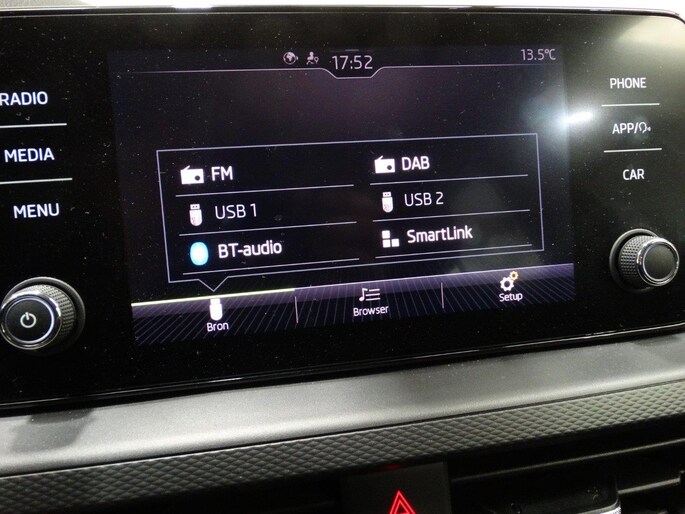 17:52
13.5°C
RADIO
MEDIA
MENU
FM
DAB
USB 1
USB 2
BT-audio
SmartLink
Bron
Browser
Setup
PHONE
APP/
CAR